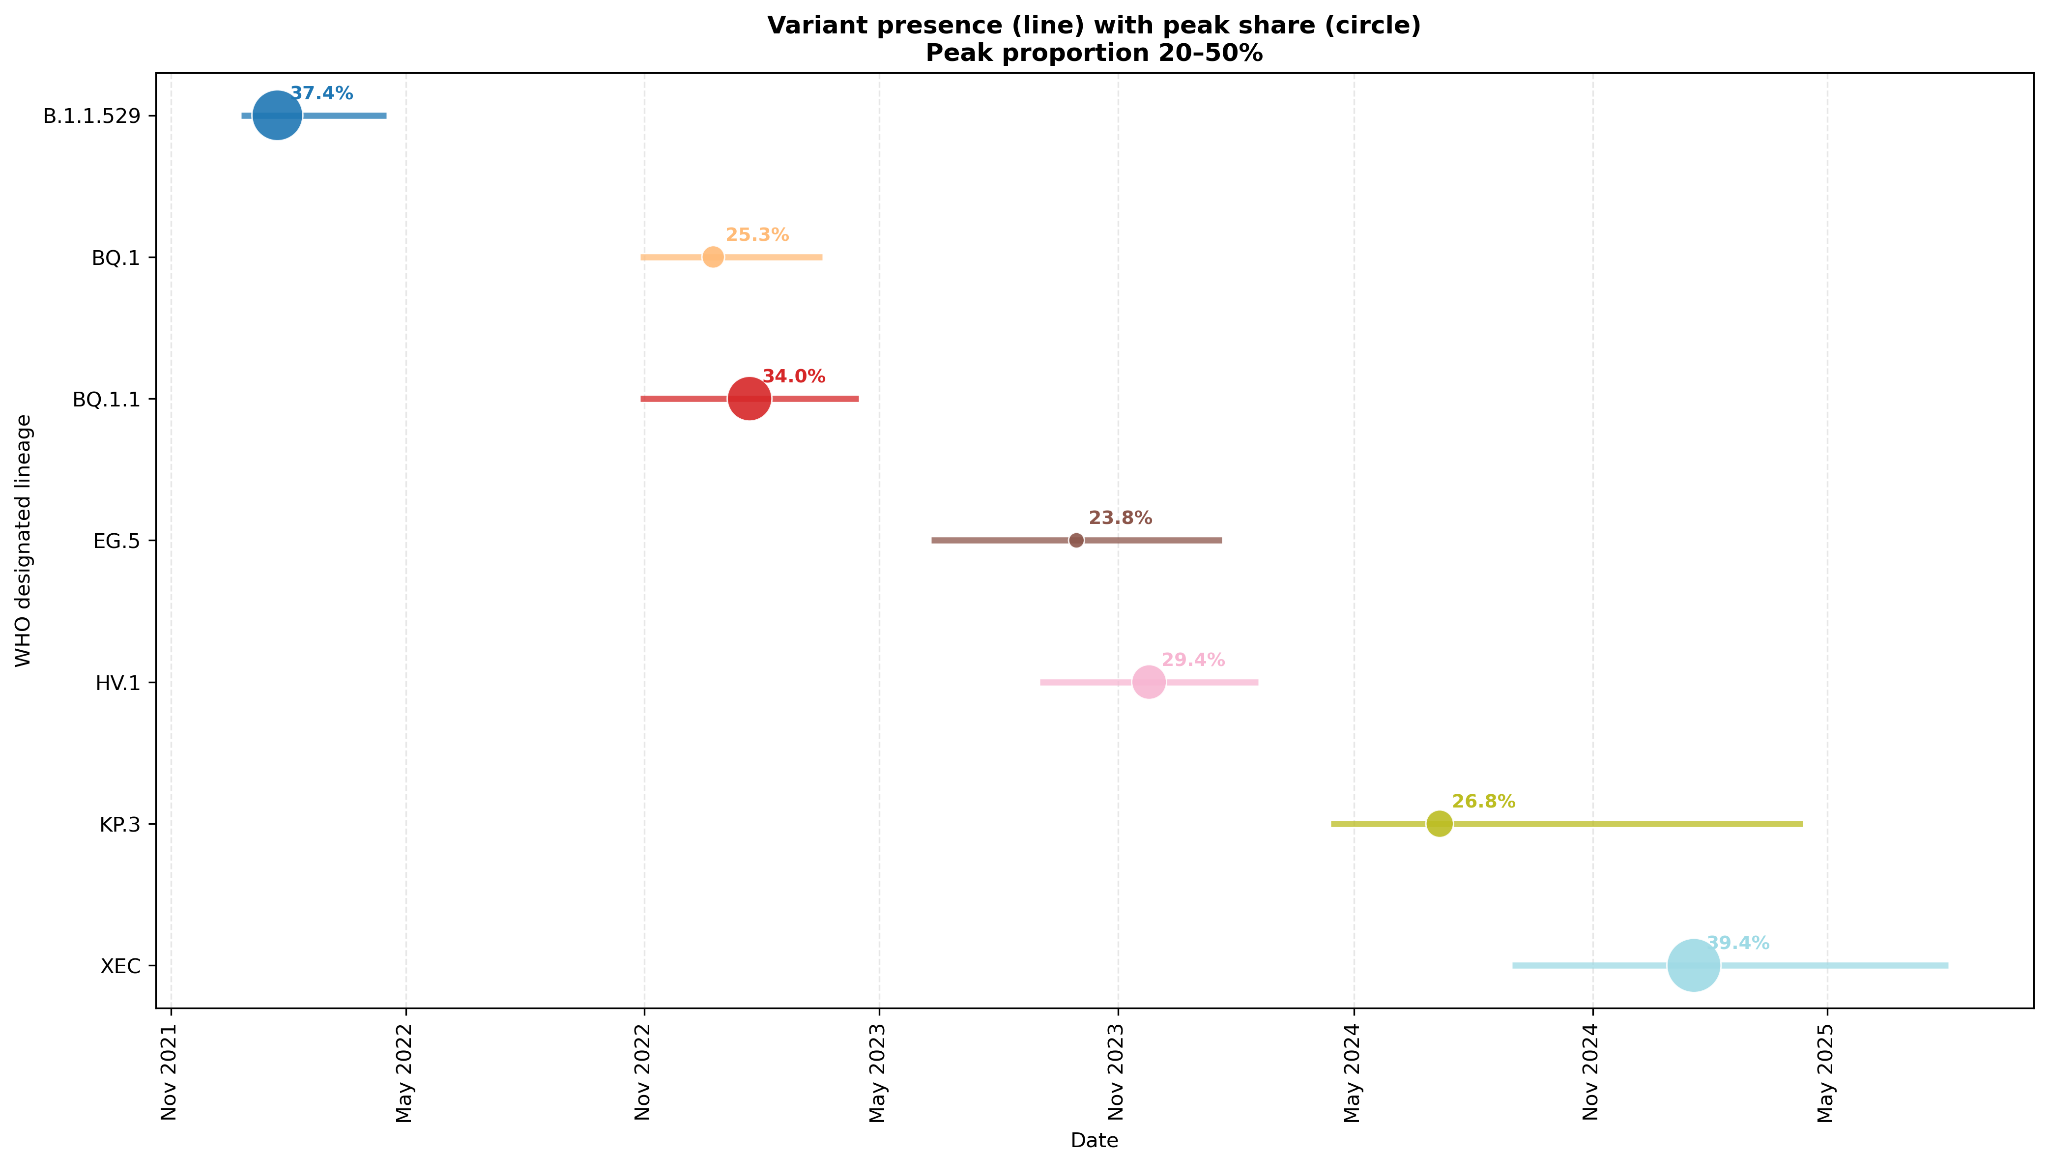 Variant presence (line) with peak share (circle)
Peak proportion 20–50%
WHO designated lineage
B.1.1.529
37.4%
BQ.1
25.3%
BQ.1.1
34.0%
EG.5
23.8%
HV.1
29.4%
KP.3
26.8%
XEC
39.4%
Nov 2021
May 2022
Nov 2022
May 2023
Nov 2023
May 2024
Nov 2024
May 2025
Date